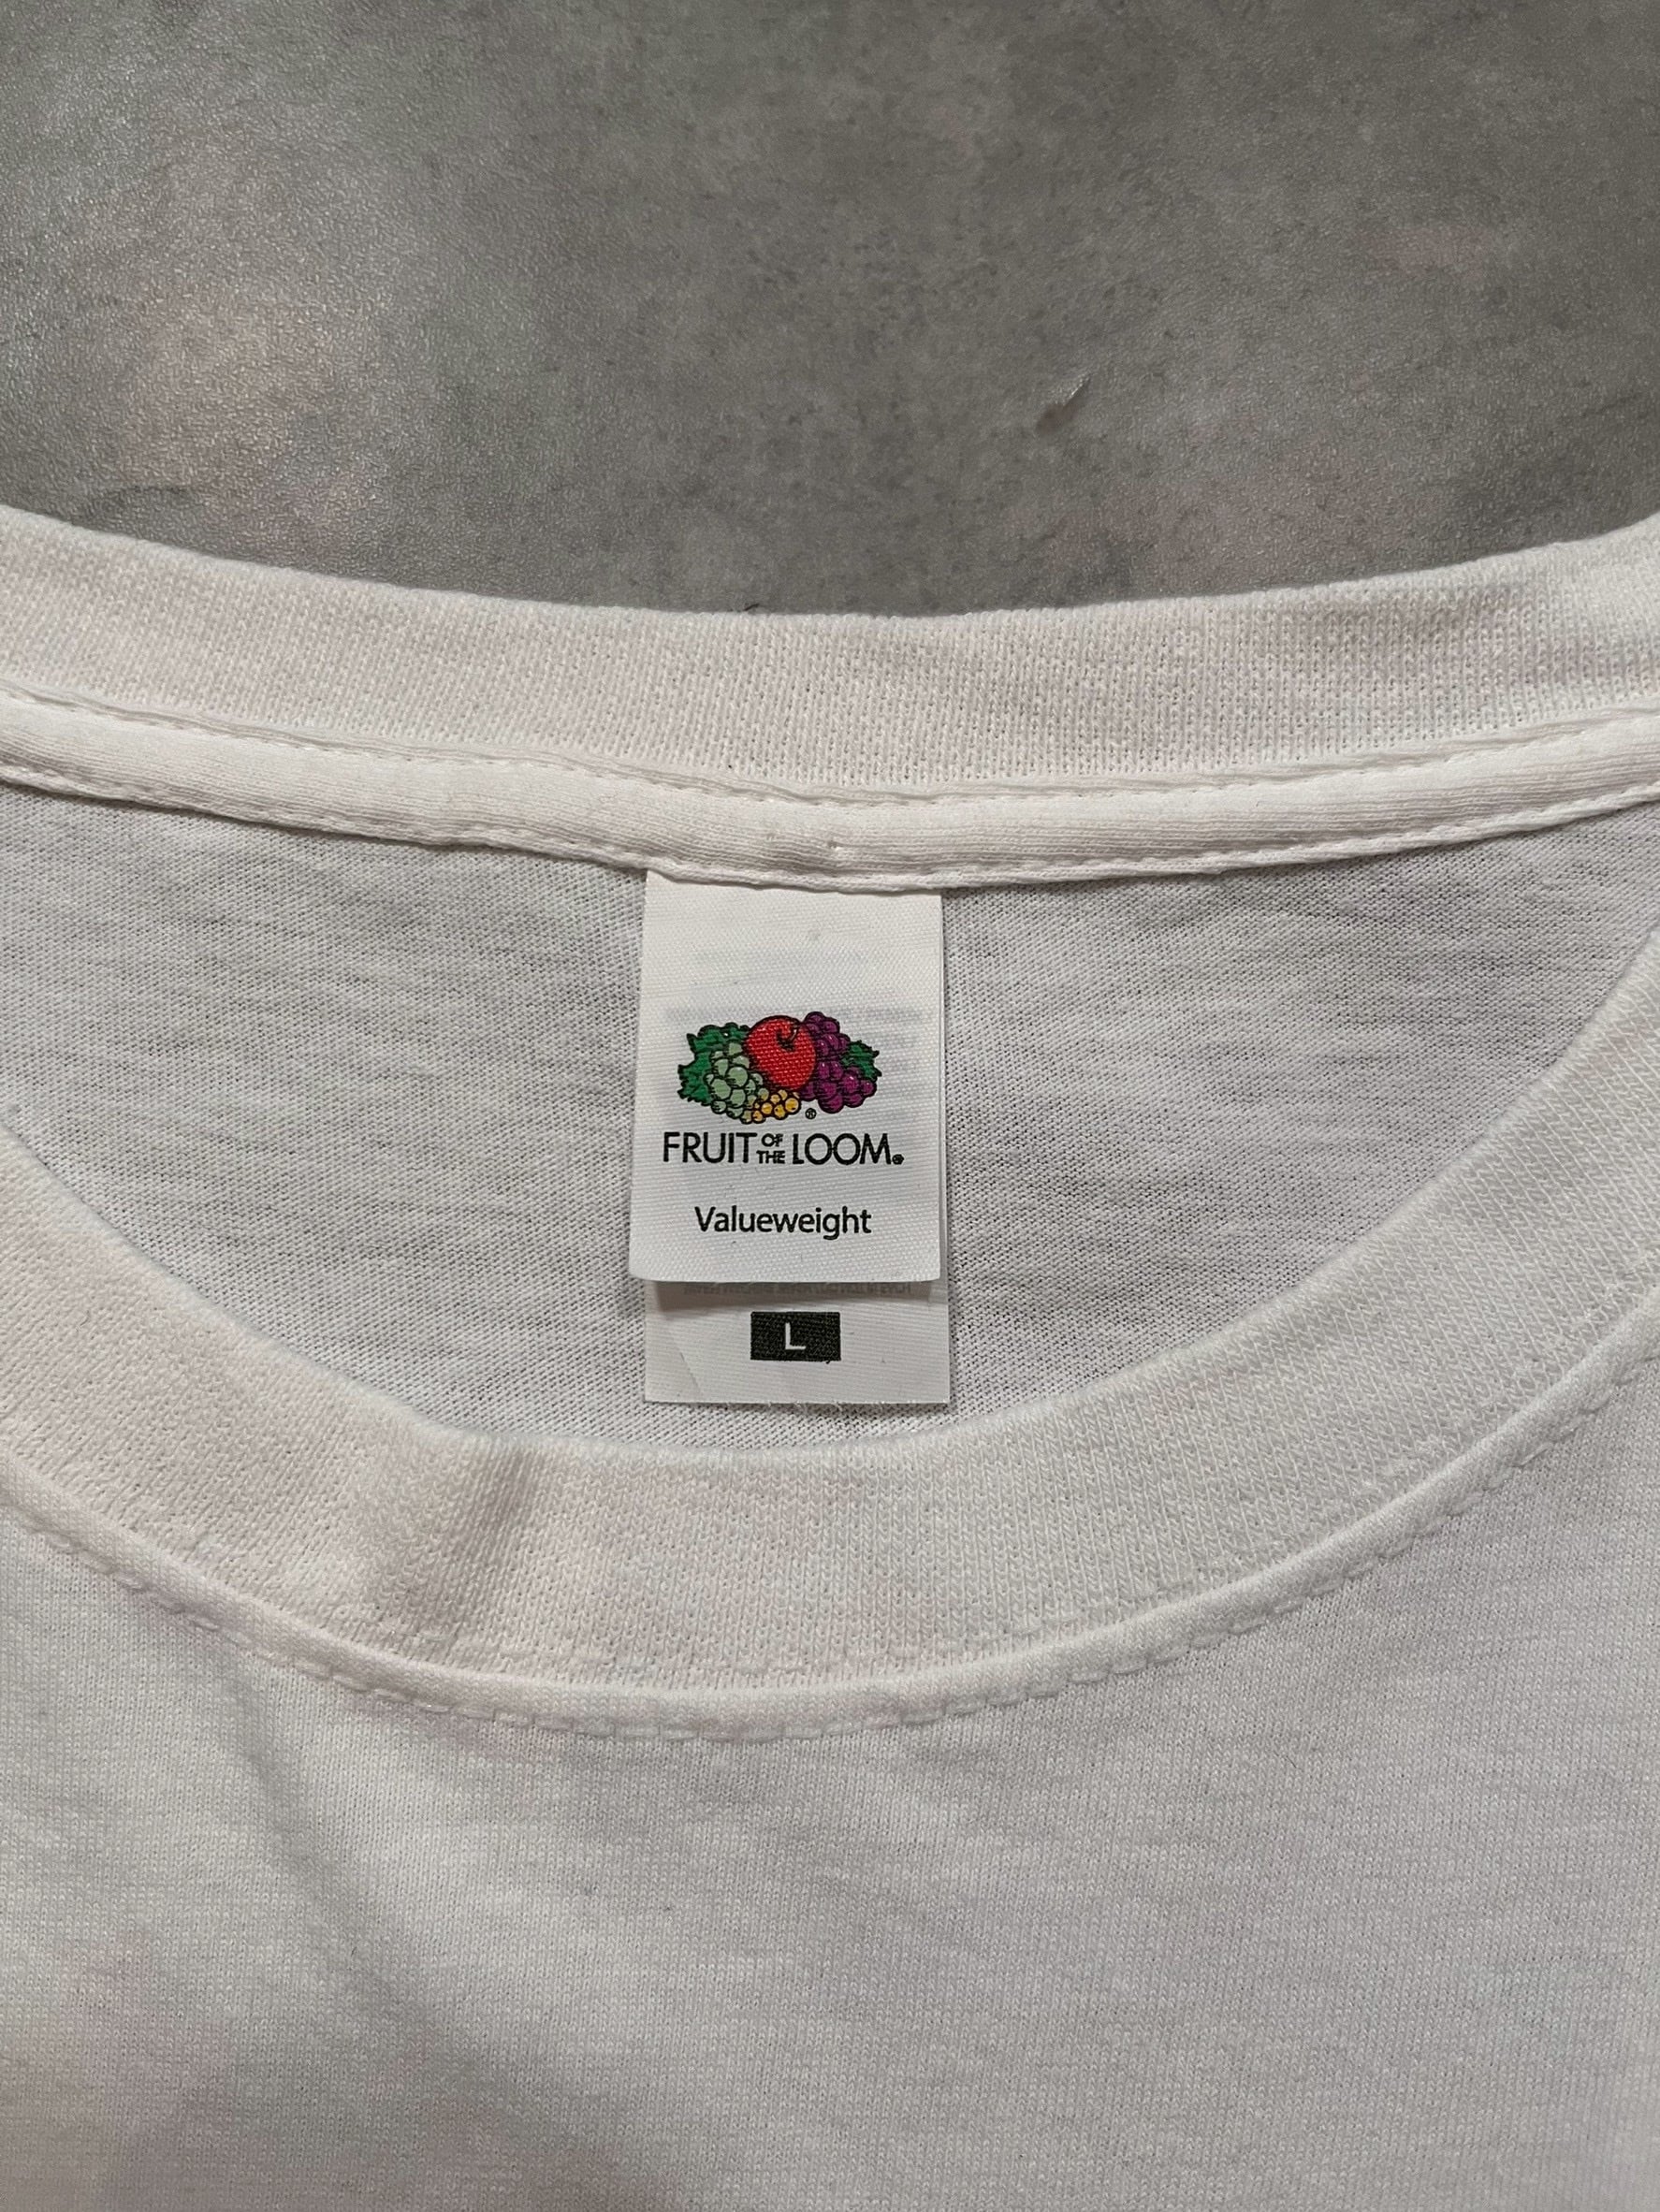 FRUIT OF THE LOOM®
Valueweight
L